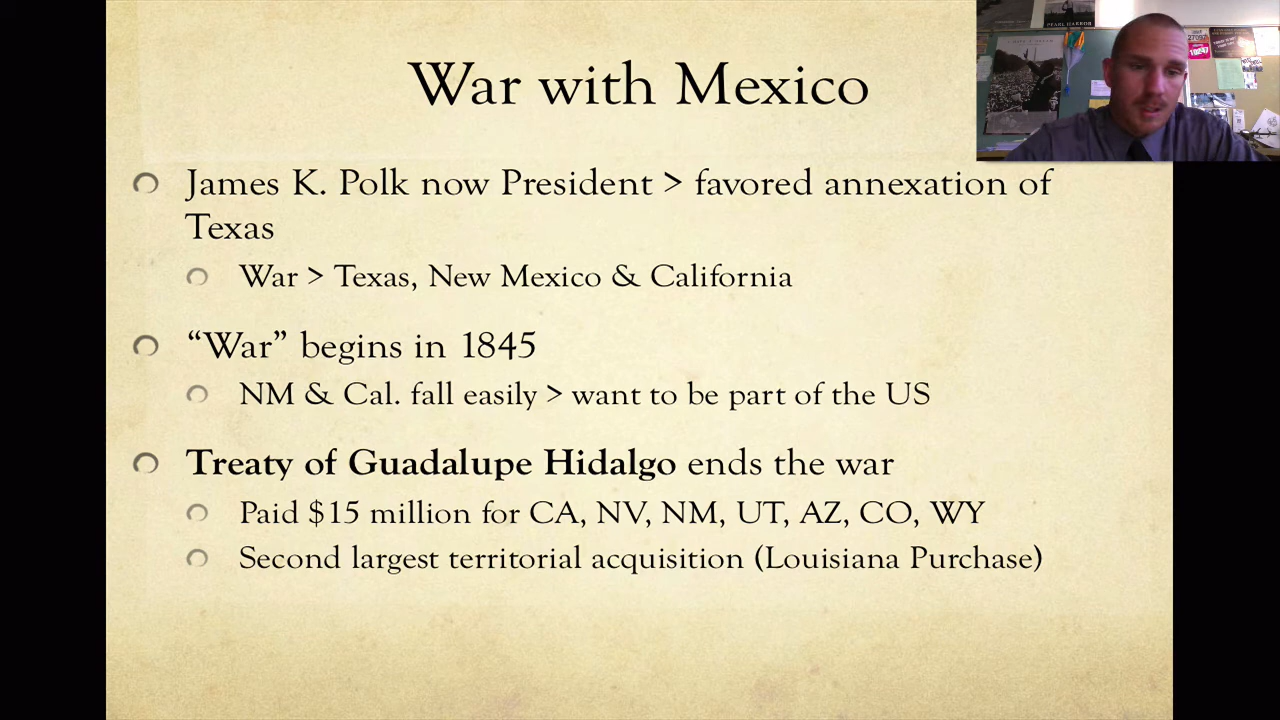 War with Mexico
James K. Polk now President > favored annexation of
Texas
War > Texas, New Mexico & California
“War” begins in 1845
NM & Cal. fall easily > want to be part of the US
Treaty of Guadalupe Hidalgo ends the war
Paid $15 million for CA, NV, NM, UT, AZ, CO, WY
Second largest territorial acquisition (Louisiana Purchase)
PEARL HARBOR